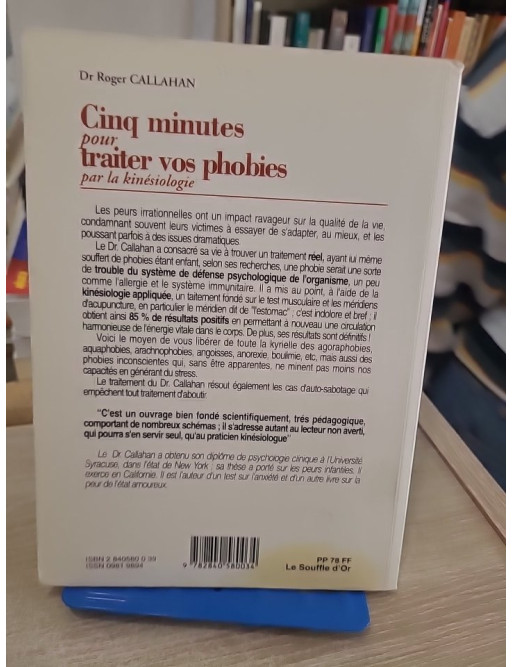 Dr Roger CALLAHAN
Cinq minutes
pour
traiter vos phobies
par la kinésiologie
Les peurs irrationnelles ont un impact ravageur sur la qualité de la vie,
condamnant souvent leurs victimes à essayer de s'adapter, au mieux, et les
poussant parfois à des issues dramatiques
Le Dr. Callahan a consacré sa vie à trouver un traitement réel, ayant lui même
souffert de phobies étant enfant, selon ses recherches, une phobie serait une sorte
de trouble du système de défense psychologique de l'organisme, un peu
comme l'allergie et le système immunitaire. Il a mis au point, à l'aide de la
kinésiologie appliquée, un taitement fondé sur le test musculaire et les méridiens
d'acupuncture, en particulier le méridien dit de "l'estomac" ; c'est indolore et bref ; il
obtient ainsi 85 % de résultats positifs en permettant à nouveau une circulation
harmonieuse de l'énergie vitale dans le corps. De plus, ses résultats sont définitifs !
Voici le moyen de vous libérer de toute la kyrielle des agoraphobies,
aquaphobies, arachnophobies, angoisses, anorexie, boulimie, etc, mais aussi des
phobies inconscientes qui, sans être apparentes, ne minent pas moins nos
capacités en générant du stress.
Le traitement du Dr. Callahan résout également les cas d'auto-sabotage qui
empêchent tout traitement d'aboutir.
"C'est un ouvrage bien fondé scientifiquement, trés pédagogique,
comportant de nombreux schémas ; il s'adresse autant au lecteur non averti,
qui pourra s'en servir seul, qu'au praticien kinésiologue"
Le Dr. Callahan a obtenu son diplôme de psychologie clinique à l'Université
Syracuse, dans l'état de New York ; sa thèse a porté sur les peurs infantiles. Il
exerce en Californie. Il est l'auteur d'un test sur l'anxiété et d'un autre livre sur la
peur de l'état amoureux.
ISBN 2 840580 0 39
ISSN 0981 9894
9 782840 580034
PP 78 FF
Le Souffle d'Or